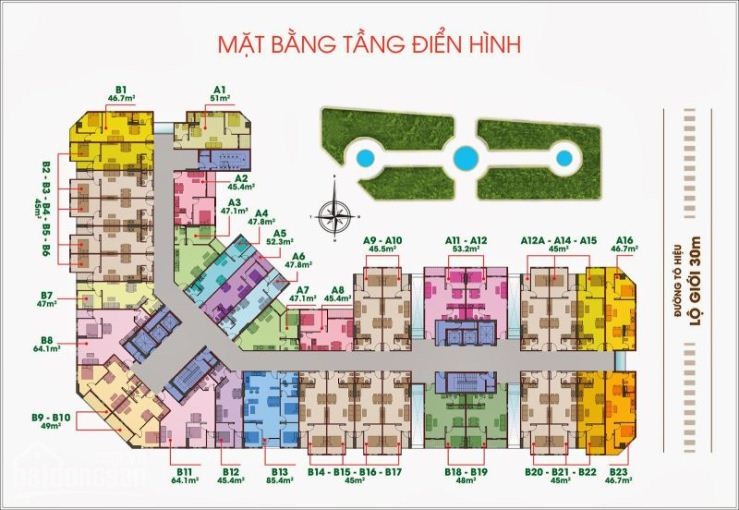 MẶT BẰNG TẦNG ĐIỂN HÌNH
B1
46.7m²
A1
51m²
B2 - B3 - B4 - B5 - B6
45m²
A2
45.4m²
A3
47.1m²
A4
47.8m²
A5
52.3m²
A6
47.8m²
A7
47.1m²
A8
45.4m²
A9 - A10
45.5m²
A11 - A12
53.2m²
A12A - A14 - A15
45m²
A16
46.7m²
ĐƯỜNG TÔ HIỆU
LỘ GIỚI 30m
B7
47m²
B8
64.1m²
B9 - B10
49m²
B11
64.1m²
B12
45.4m²
B13
85.4m²
B14 - B15 - B16 - B17
45m²
45m²
B18 - B19
48m²
B20 - B21 - B22
45m²
B23
46.7m²
batdongsan